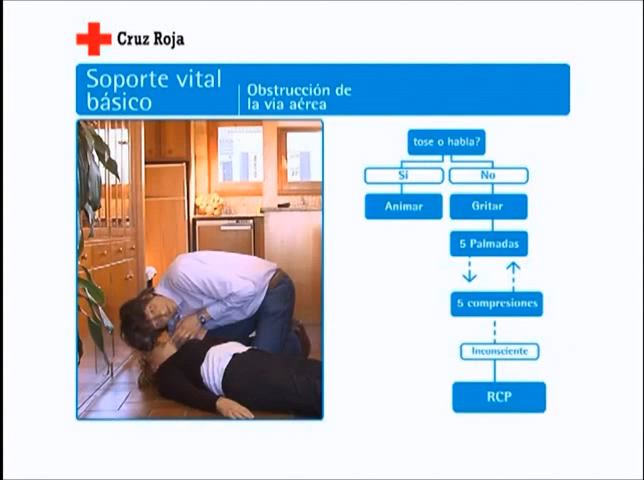 Cruz Roja
Soporte vital
básico
Obstrucción de
la vía aérea
tose o habla?
Si
No
Animar
Gritar
5 Palmadas
5 compresiones
Inconsciente
RCP